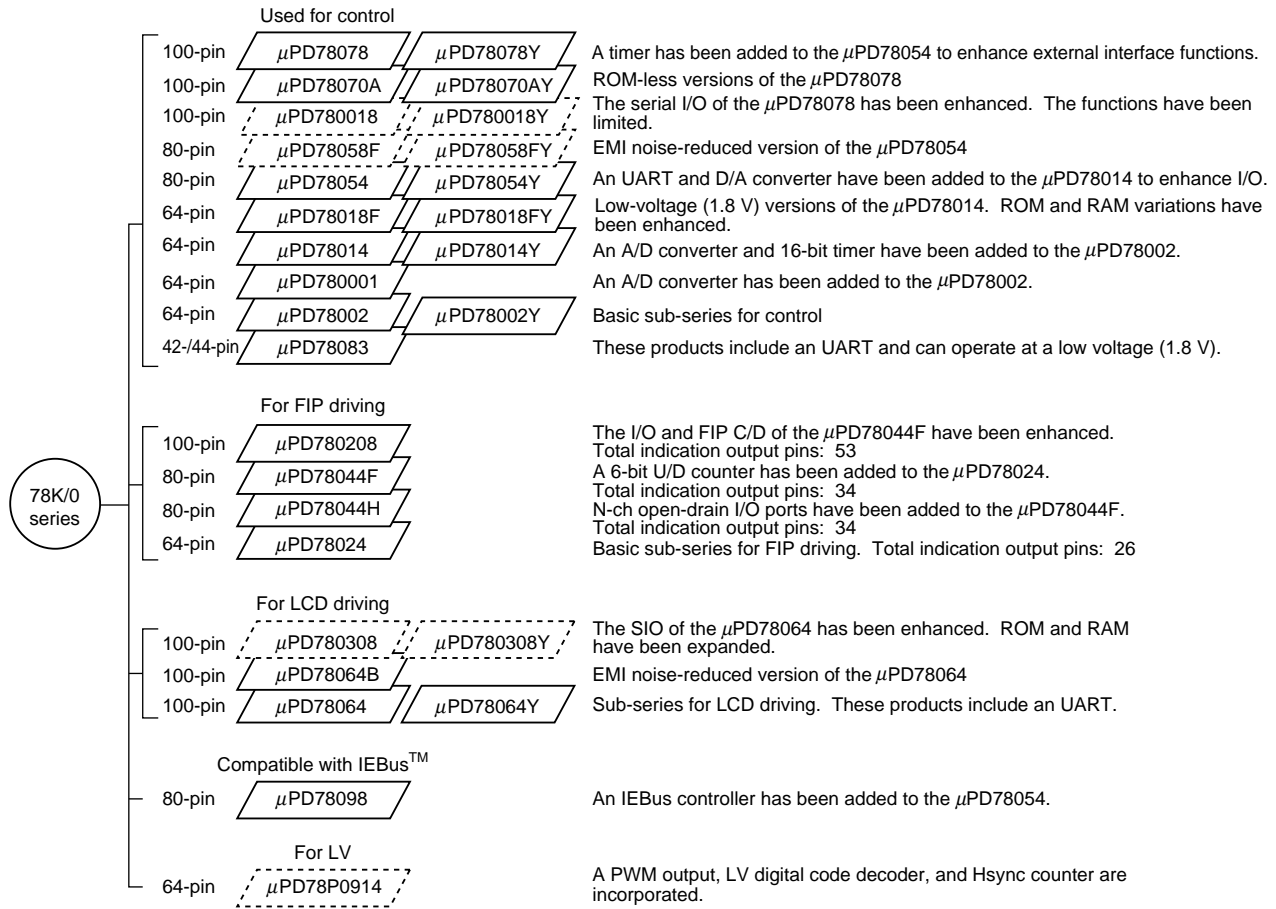 Used for control
100-pin μPD78078 μPD78078Y A timer has been added to the μPD78054 to enhance external interface functions.
100-pin μPD78070A μPD78070AY ROM-less versions of the μPD78078
100-pin μPD780018 μPD780018Y The serial I/O of the μPD78078 has been enhanced. The functions have been
limited.
80-pin μPD78058F μPD78058FY EMI noise-reduced version of the μPD78054
80-pin μPD78054 μPD78054Y An UART and D/A converter have been added to the μPD78014 to enhance I/O.
64-pin μPD78018F μPD78018FY Low-voltage (1.8 V) versions of the μPD78014. ROM and RAM variations have
been enhanced.
64-pin μPD78014 μPD78014Y An A/D converter and 16-bit timer have been added to the μPD78002.
64-pin μPD780001 An A/D converter has been added to the μPD78002.
64-pin μPD78002 μPD78002Y Basic sub-series for control
42-/44-pin μPD78083 These products include an UART and can operate at a low voltage (1.8 V).
For FIP driving
100-pin μPD780208 The I/O and FIP C/D of the μPD78044F have been enhanced.
Total indication output pins: 53
80-pin μPD78044F A 6-bit U/D counter has been added to the μPD78024.
Total indication output pins: 34
80-pin μPD78044H N-ch open-drain I/O ports have been added to the μPD78044F.
Total indication output pins: 34
64-pin μPD78024 Basic sub-series for FIP driving. Total indication output pins: 26
78K/0
series
For LCD driving
100-pin μPD780308 μPD780308Y The SIO of the μPD78064 has been enhanced. ROM and RAM
have been expanded.
100-pin μPD78064B EMI noise-reduced version of the μPD78064
100-pin μPD78064 μPD78064Y Sub-series for LCD driving. These products include an UART.
Compatible with IEBus™
80-pin μPD78098 An IEBus controller has been added to the μPD78054.
For LV
64-pin μPD78P0914 A PWM output, LV digital code decoder, and Hsync counter are
incorporated.